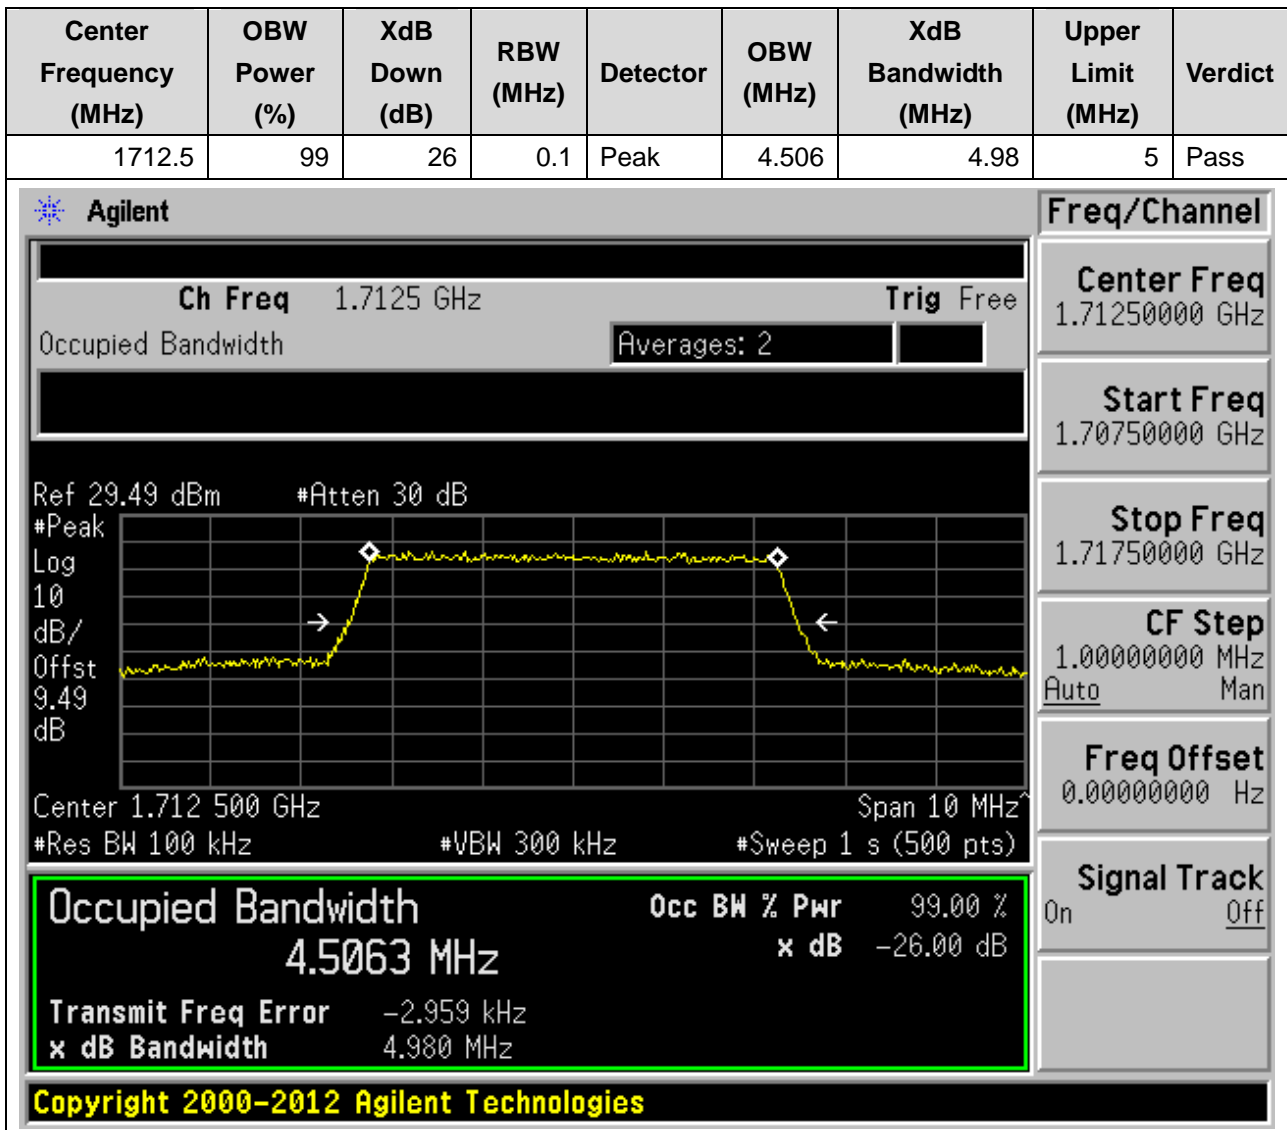 Center Frequency (MHz) OBW Power (%) XdB Down (dB) RBW (MHz) Detector OBW (MHz) XdB Bandwidth (MHz) Upper Limit (MHz) Verdict
1712.5 99 26 0.1 Peak 4.506 4.98 5 Pass
Agilent
Freq/Channel
Ch Freq 1.7125 GHz Trig Free
Occupied Bandwidth Averages: 2
Ref 29.49 dBm #Atten 30 dB
#Peak
Log
10
dB/
Offst
9.49
dB
Center 1.712 500 GHz Span 10 MHz^
#Res BW 100 kHz #VBW 300 kHz #Sweep 1 s (500 pts)
Occupied Bandwidth Occ BW % Pwr 99.00 %
4.5063 MHz x dB -26.00 dB
Transmit Freq Error -2.959 kHz
x dB Bandwidth 4.980 MHz
Center Freq
1.71250000 GHz
Start Freq
1.70750000 GHz
Stop Freq
1.71750000 GHz
CF Step
1.00000000 MHz
Auto Man
Freq Offset
0.00000000 Hz
Signal Track
On Off
Copyright 2000-2012 Agilent Technologies